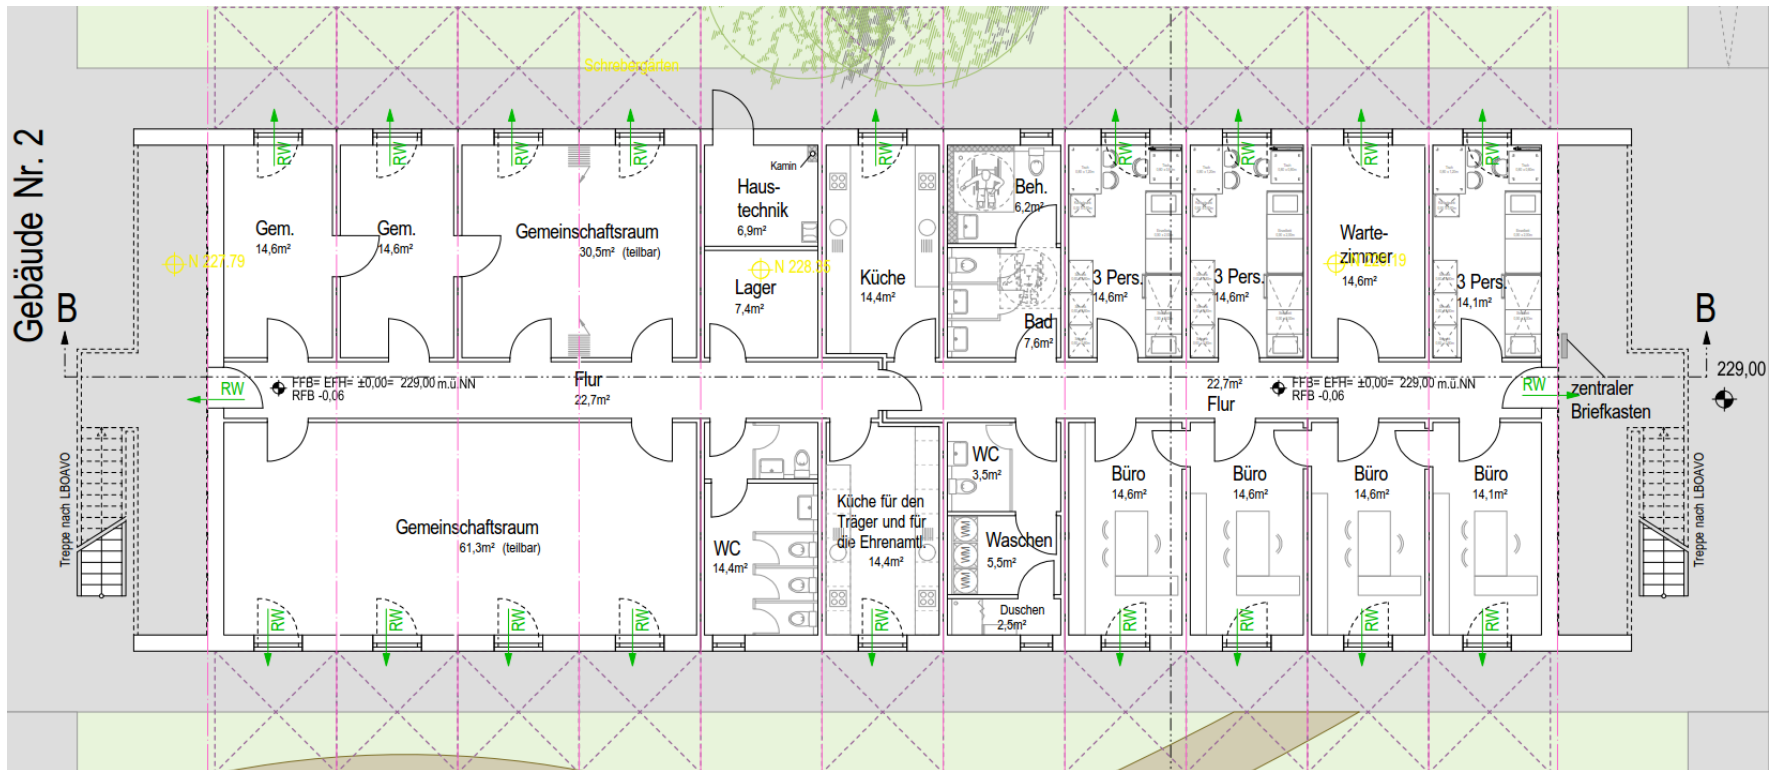 Schrebergärten
Gebäude Nr. 2
RW
RW
RW
RW
RW
RW
RW
RW
RW
Kamin
Haus-
technik
6,9m²
Gem.
14,6m²
Gem.
14,6m²
Gemeinschaftsraum
30,5m² (teilbar)
Lager
7,4m²
Küche
14,4m²
Beh.
6,2m²
Bad
7,6m²
3 Pers.
14,6m²
3 Pers.
14,6m²
Warte-
zimmer
14,6m²
3 Pers.
14,1m²
N 227.79
B
B
229,00
RW
FFB= EFH= ±0,00= 229,00 m.ü.NN
RFB -0,06
Flur
22,7m²
22,7m²
Flur
FFB= EFH= ±0,00= 229,00 m.ü.NN
RFB -0,06
RW
zentraler
Briefkasten
Treppe nach LBOAVO
Gemeinschaftsraum
61,3m² (teilbar)
WC
14,4m²
Küche für den
Träger und für
die Ehrenamtl.
14,4m²
WC
3,5m²
Waschen
5,5m²
WM
WM
WM
Duschen
2,5m²
Büro
14,6m²
Büro
14,6m²
Büro
14,6m²
Büro
14,1m²
Treppe nach LBOAVO
RW
RW
RW
RW
RW
RW
RW
RW
RW